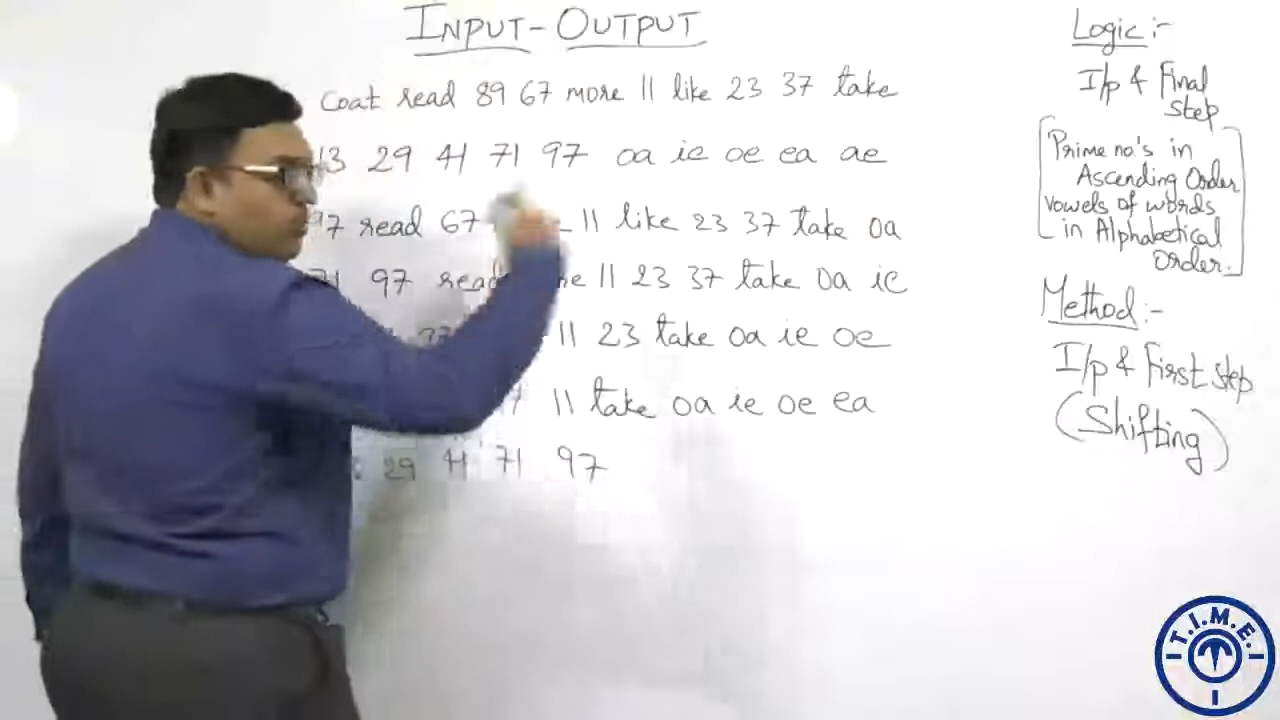 INPUT-OUTPUT
Coat read 89 67 more 11 like 23 37 take
13 29 41 71 97 oa ie oe ea ae
97 read 67 11 like 23 37 take oa
71 97 read 11 23 37 take oa ie
11 23 take oa ie oe
11 take oa ie oe ea
29 41 71 97
Logic:-
I/p & Final
Step
Prime no.'s in
Ascending Order
Vowels of words
in Alphabetical
Order.
Method:-
I/p & First step
(Shifting)
T.I.M.E.